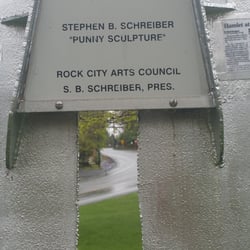 STEPHEN B. SCHREIBER
"PUNNY SCULPTURE"
ROCK CITY ARTS COUNCIL
S. B. SCHREIBER, PRES.